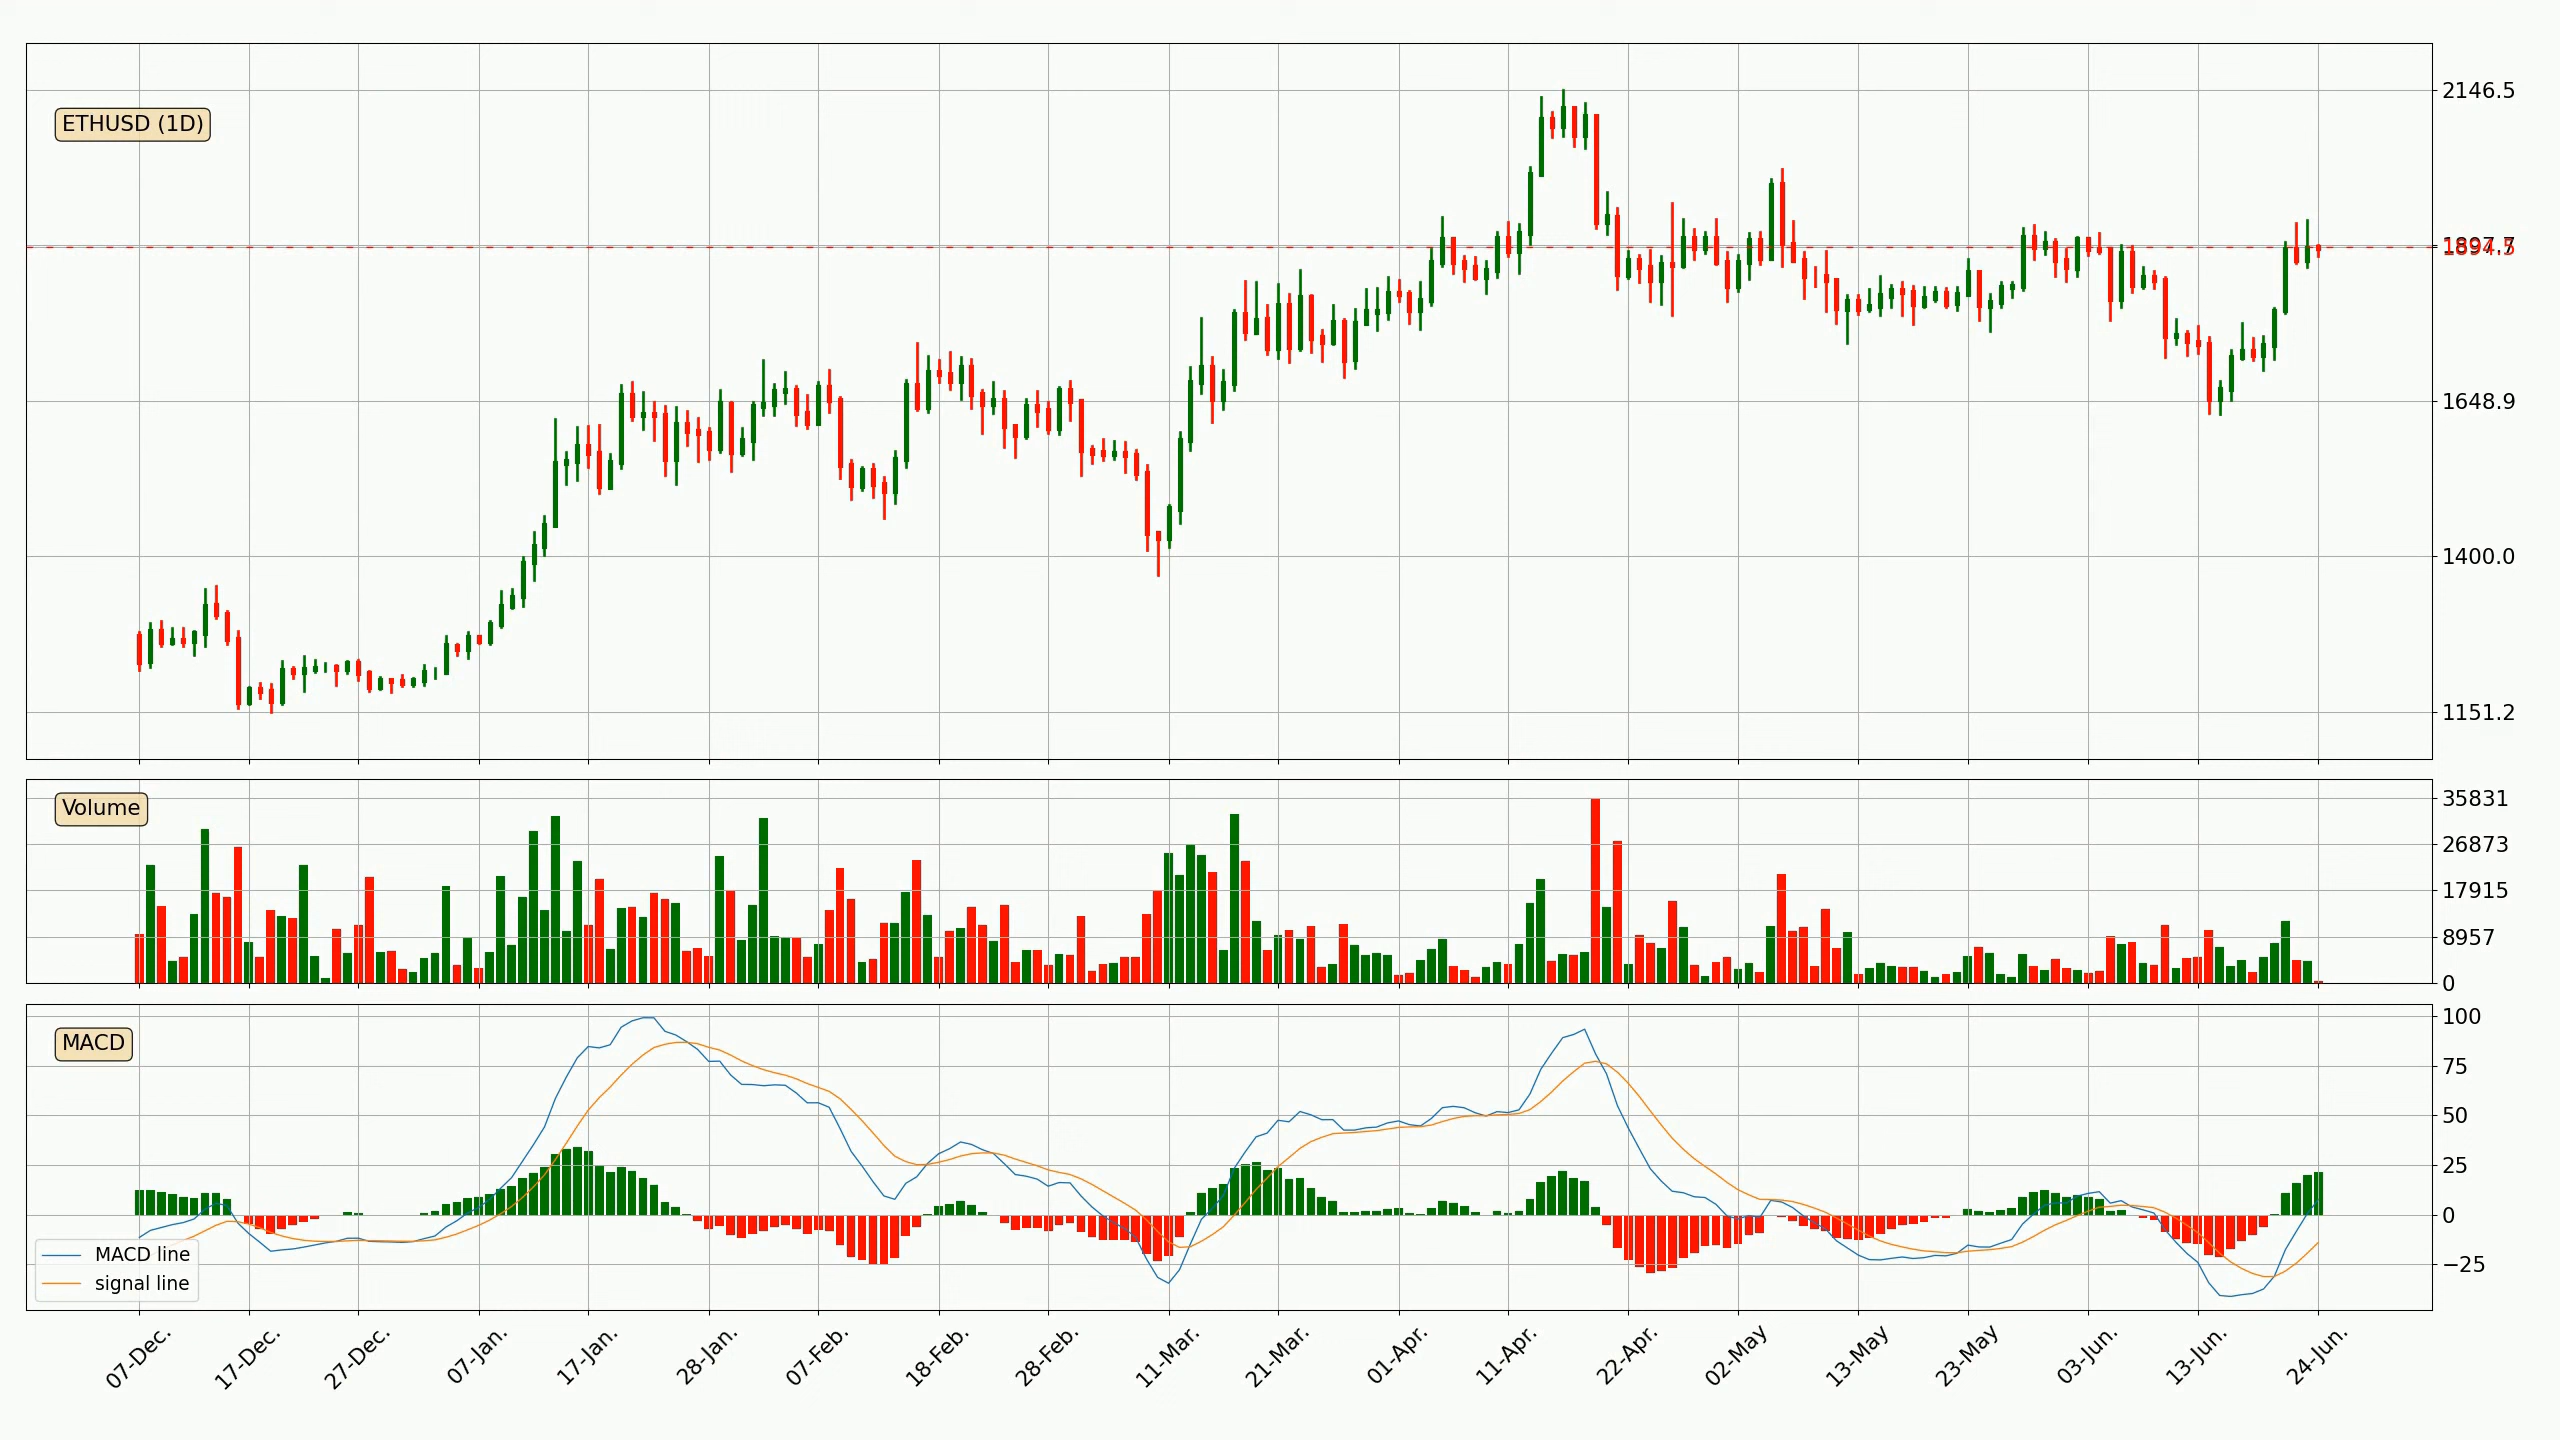 ETHUSD (1D)
2146.5
1648.9
1400.0
1151.2
Volume
35831
26873
17915
8957
0
MACD
100
75
50
25
0
−25
MACD line
signal line
07-Dec.
17-Dec.
27-Dec.
07-Jan.
17-Jan.
28-Jan.
07-Feb.
18-Feb.
28-Feb.
11-Mar.
21-Mar.
01-Apr.
11-Apr.
22-Apr.
02-May
13-May
23-May
03-Jun.
13-Jun.
24-Jun.